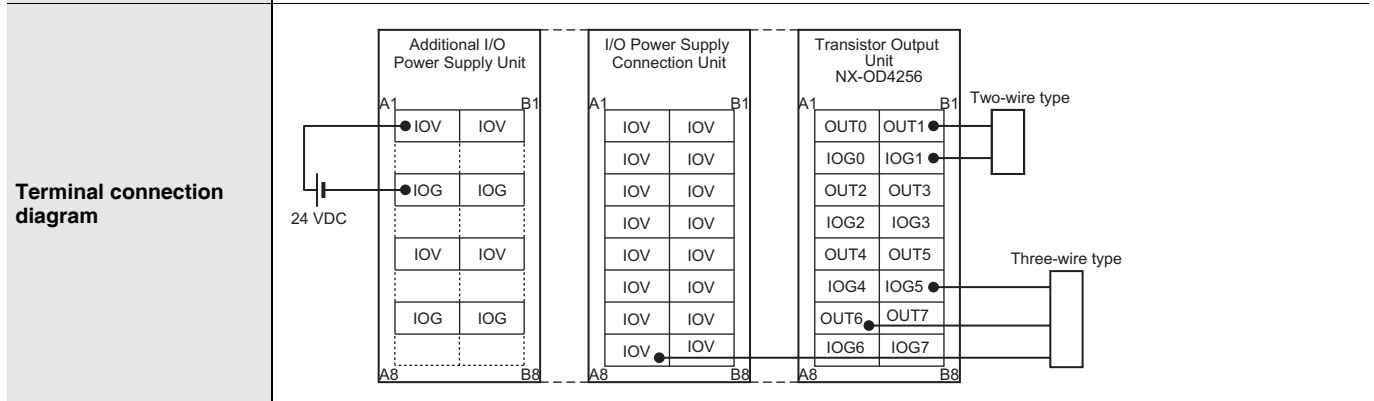 Terminal connection
diagram
24 VDC
Additional I/O
Power Supply Unit
A1 B1
IOV IOV
IOG IOG
IOV IOV
IOG IOG
A8 B8
I/O Power Supply
Connection Unit
A1 B1
IOV IOV
IOV IOV
IOV IOV
IOV IOV
IOV IOV
IOV IOV
IOV IOV
IOV IOV
A8 B8
Transistor Output
Unit
NX-OD4256
A1 B1
OUT0 OUT1
IOG0 IOG1
OUT2 OUT3
IOG2 IOG3
OUT4 OUT5
IOG4 IOG5
OUT6 OUT7
IOG6 IOG7
A8 B8
Two-wire type
Three-wire type